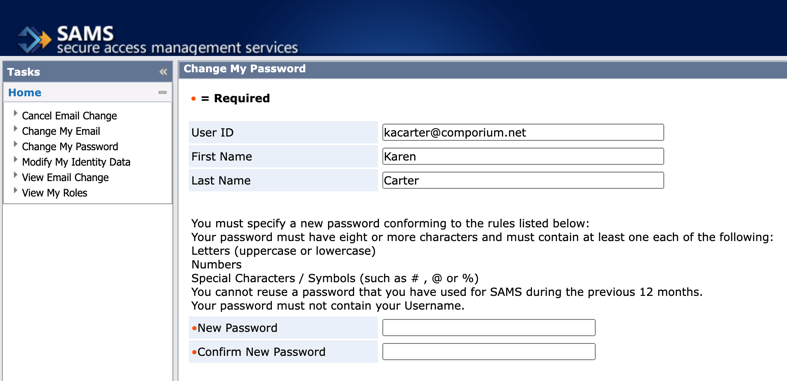 SAMS
secure access management services
Tasks «
Home
Cancel Email Change
Change My Email
Change My Password
Modify My Identity Data
View Email Change
View My Roles
Change My Password
• = Required
User ID kacarter@comporium.net
First Name Karen
Last Name Carter
You must specify a new password conforming to the rules listed below:
Your password must have eight or more characters and must contain at least one each of the following:
Letters (uppercase or lowercase)
Numbers
Special Characters / Symbols (such as # , @ or %)
You cannot reuse a password that you have used for SAMS during the previous 12 months.
Your password must not contain your Username.
•New Password
•Confirm New Password